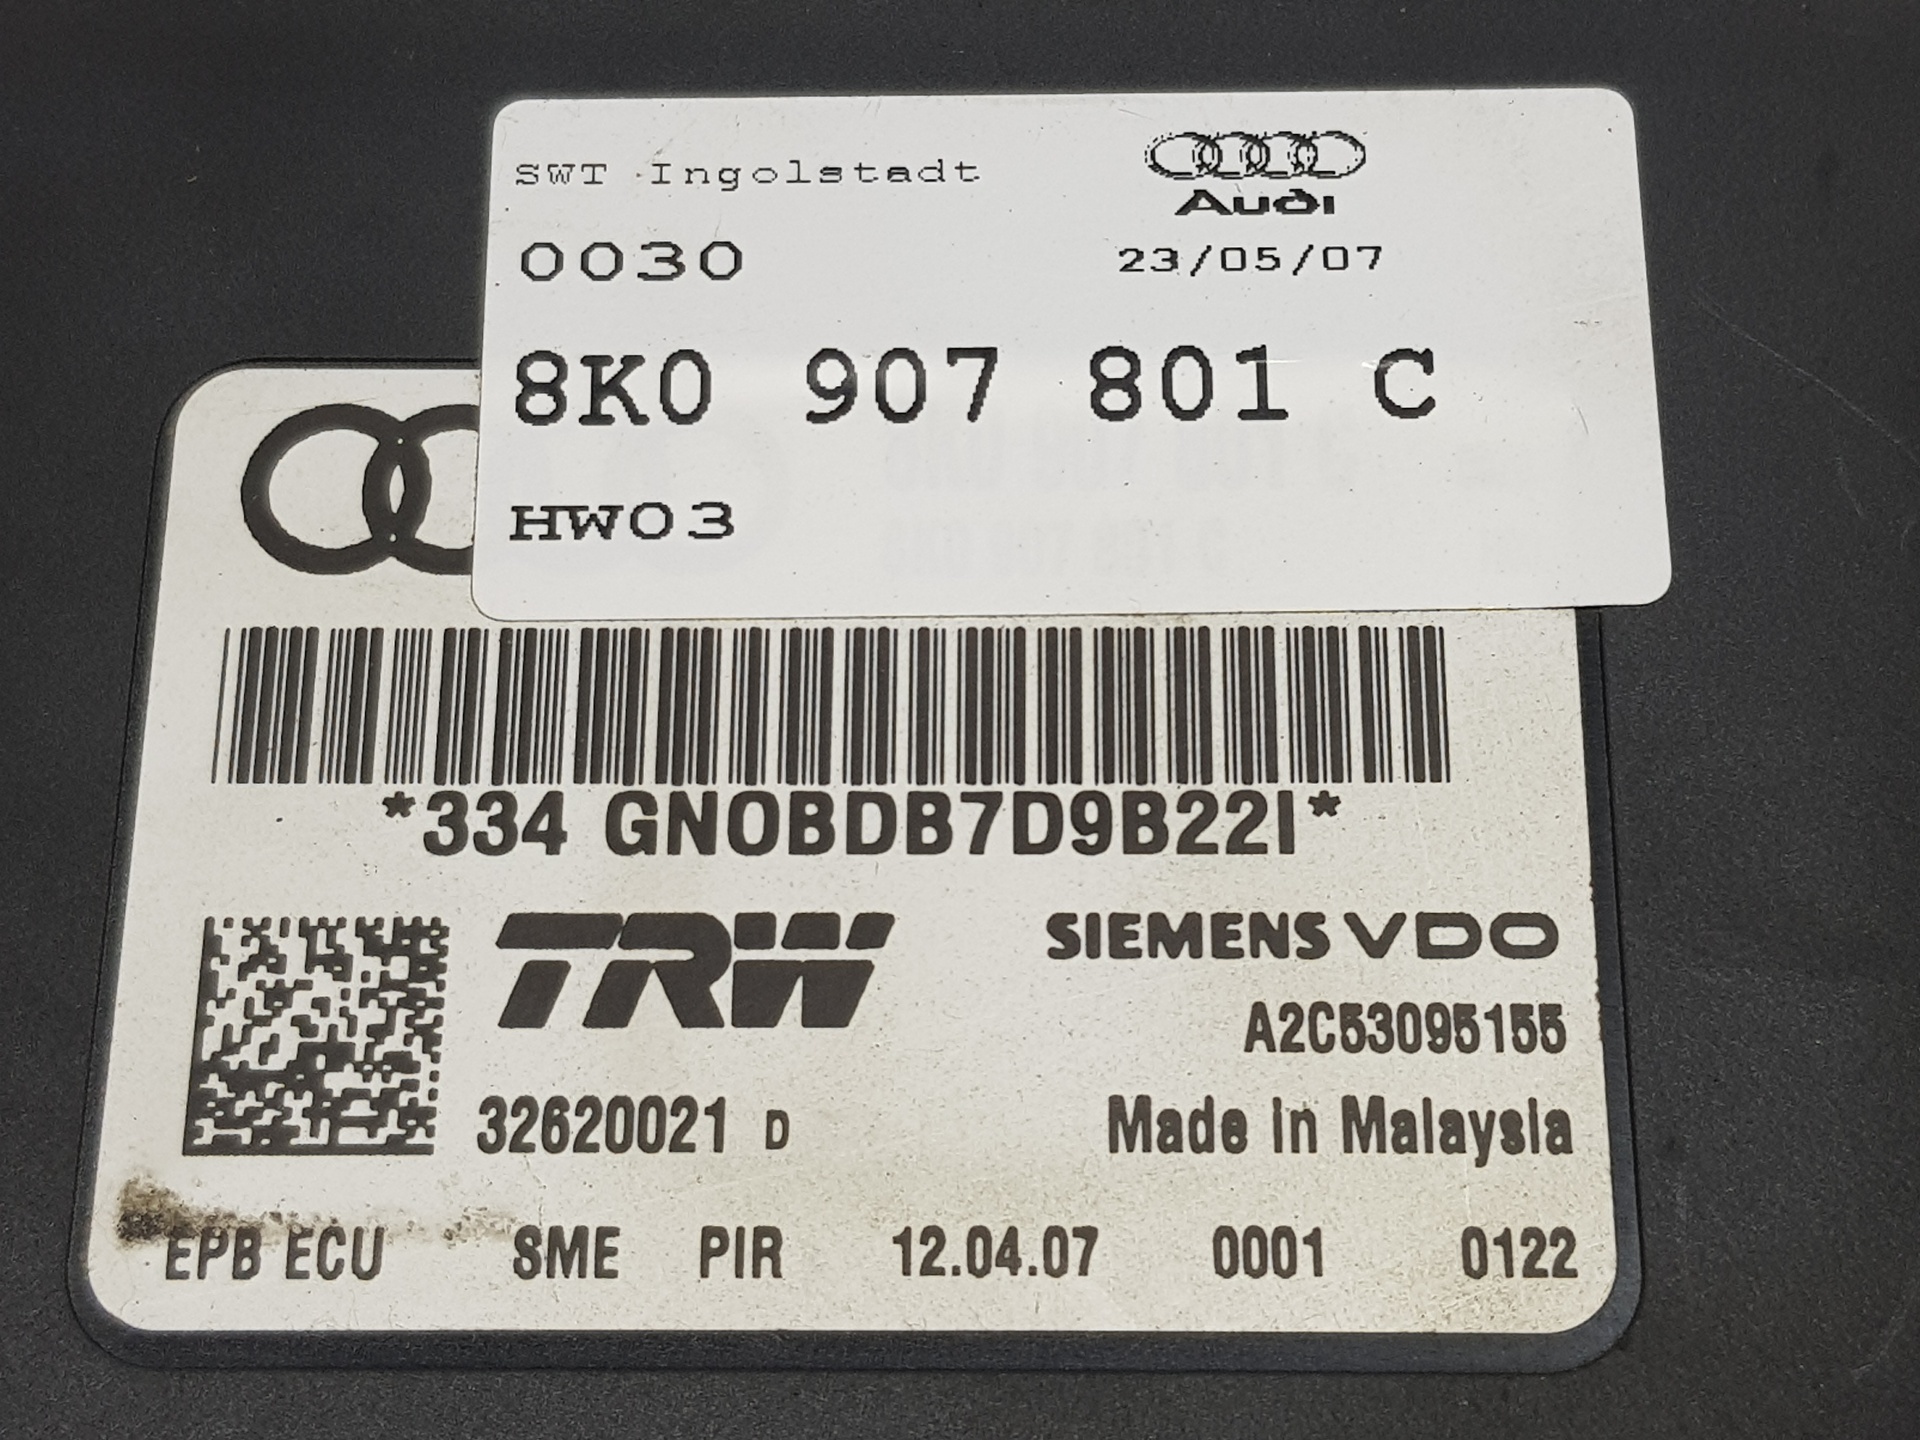 SWT Ingolstadt
Audi
0030
23/05/07
8K0 907 801 C
HW03
*334 GN0BDB7D9B22I*
TRW
SIEMENS VDO
A2C53095155
32620021 D
Made in Malaysia
EPB ECU SME PIR 12.04.07 0001 0122